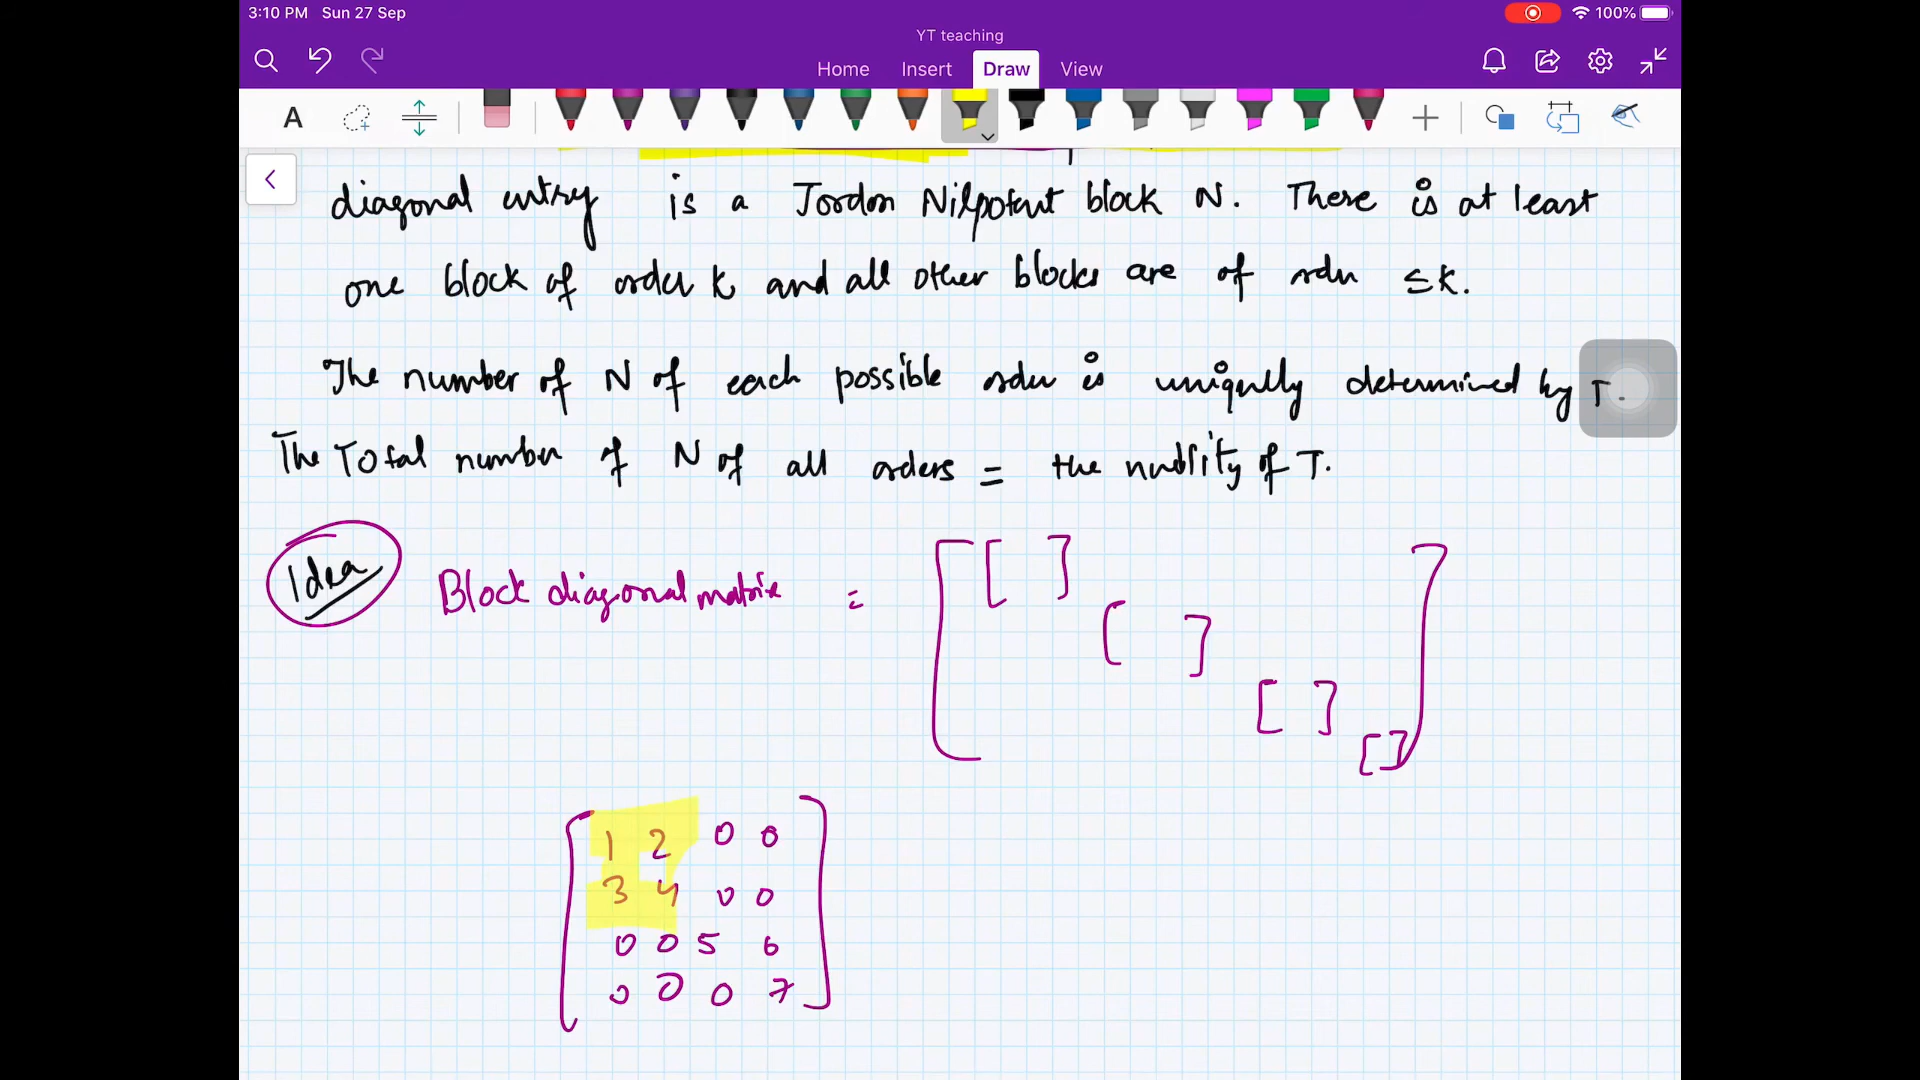 3:10 PM Sun 27 Sep
100%
YT teaching
Home Insert Draw View
A
diagonal entry is a Jordon Nilpotent block N. There is at least
one block of order k and all other blocks are of order ≤ k.
The number of N of each possible order is uniquely determined by T.
The Total number of N of all orders = the nullity of T.
Idea Block diagonal matrix = [ [ ] [ ] [ ] [ ] ]
1 2 0 0
3 4 0 0
0 0 5 6
0 0 0 7